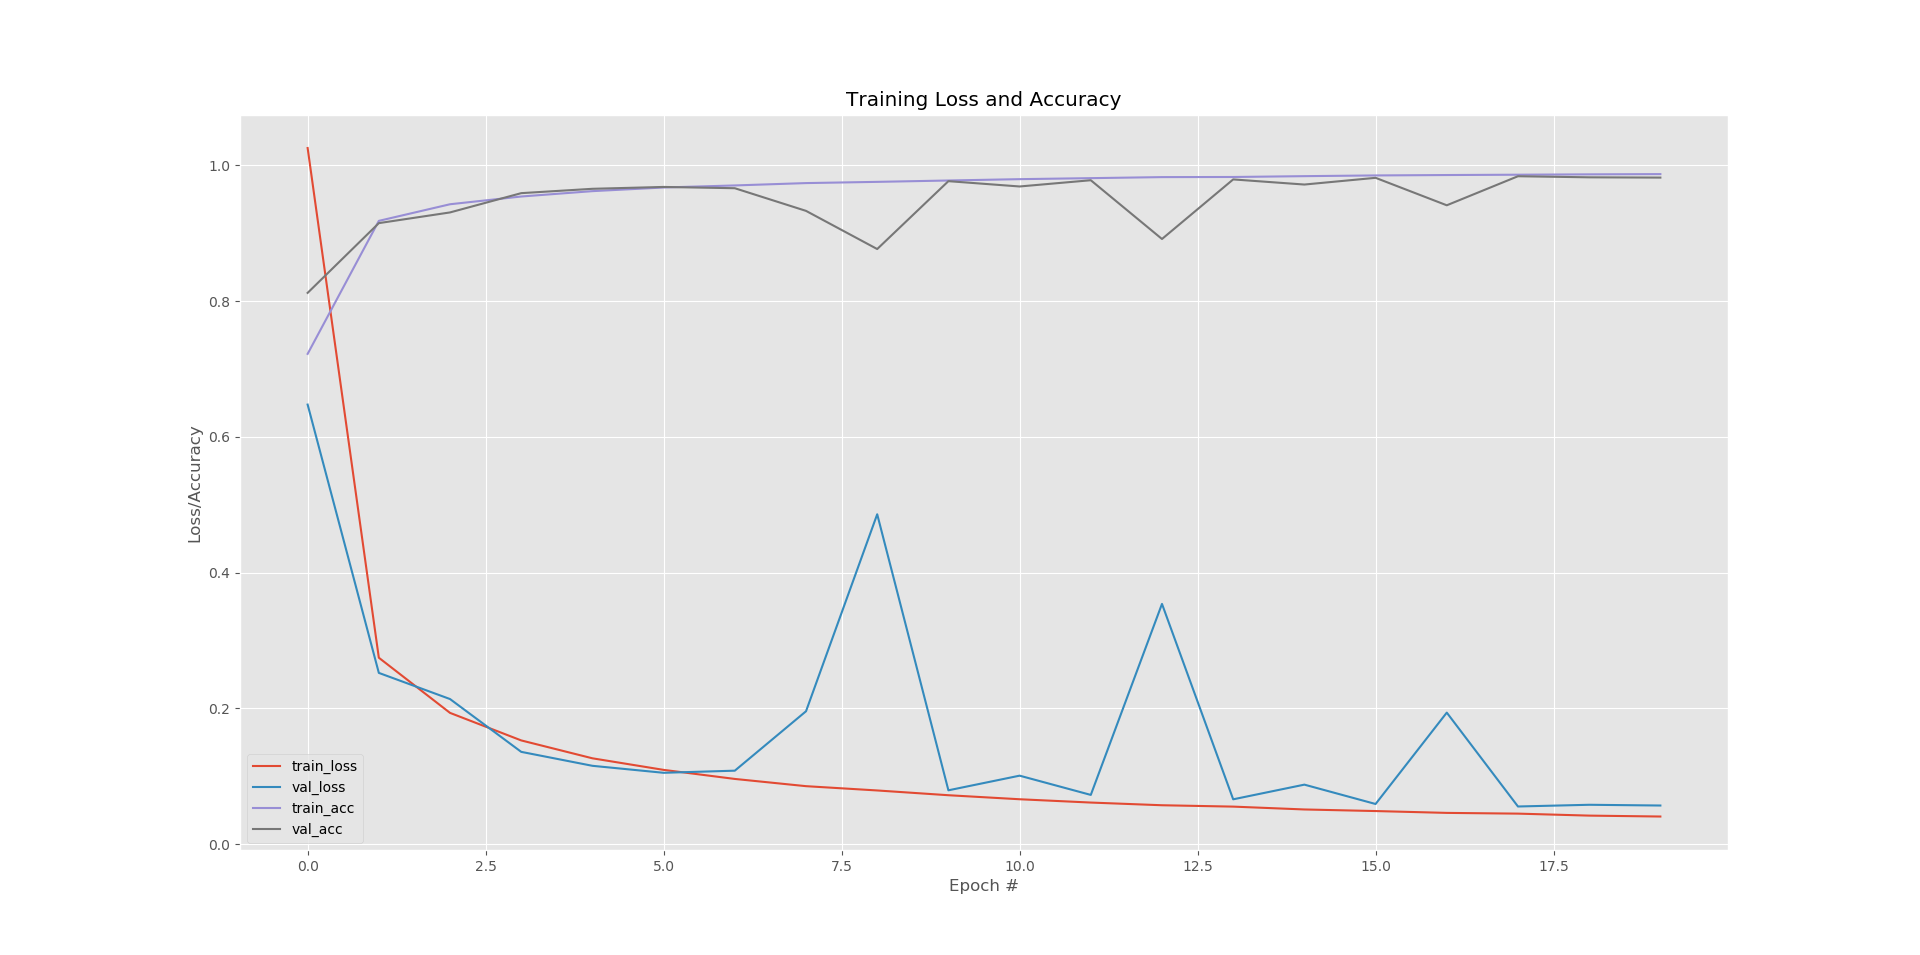 Training Loss and Accuracy
1.0
0.8
0.6
0.4
0.2
0.0
Loss/Accuracy
train_loss
val_loss
train_acc
val_acc
0.0 2.5 5.0 7.5 10.0 12.5 15.0 17.5
Epoch #